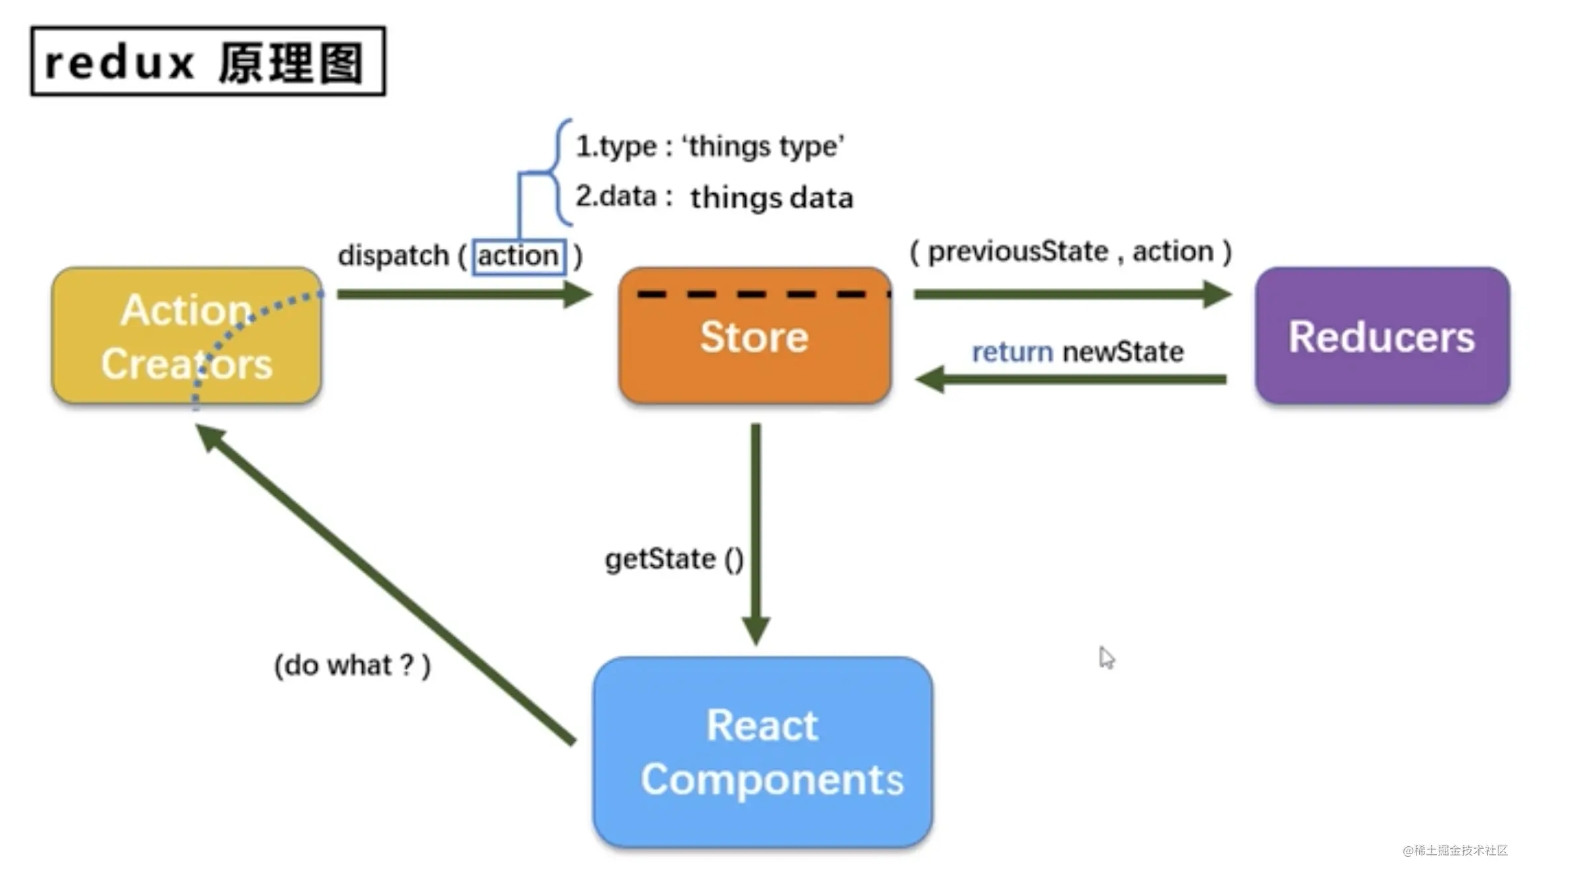 redux 原理图
1.type : ‘things type’
2.data : things data
dispatch ( action )
( previousState , action )
Action
Creators
Store
Reducers
return newState
getState ()
(do what ? )
React
Components
@稀土掘金技术社区